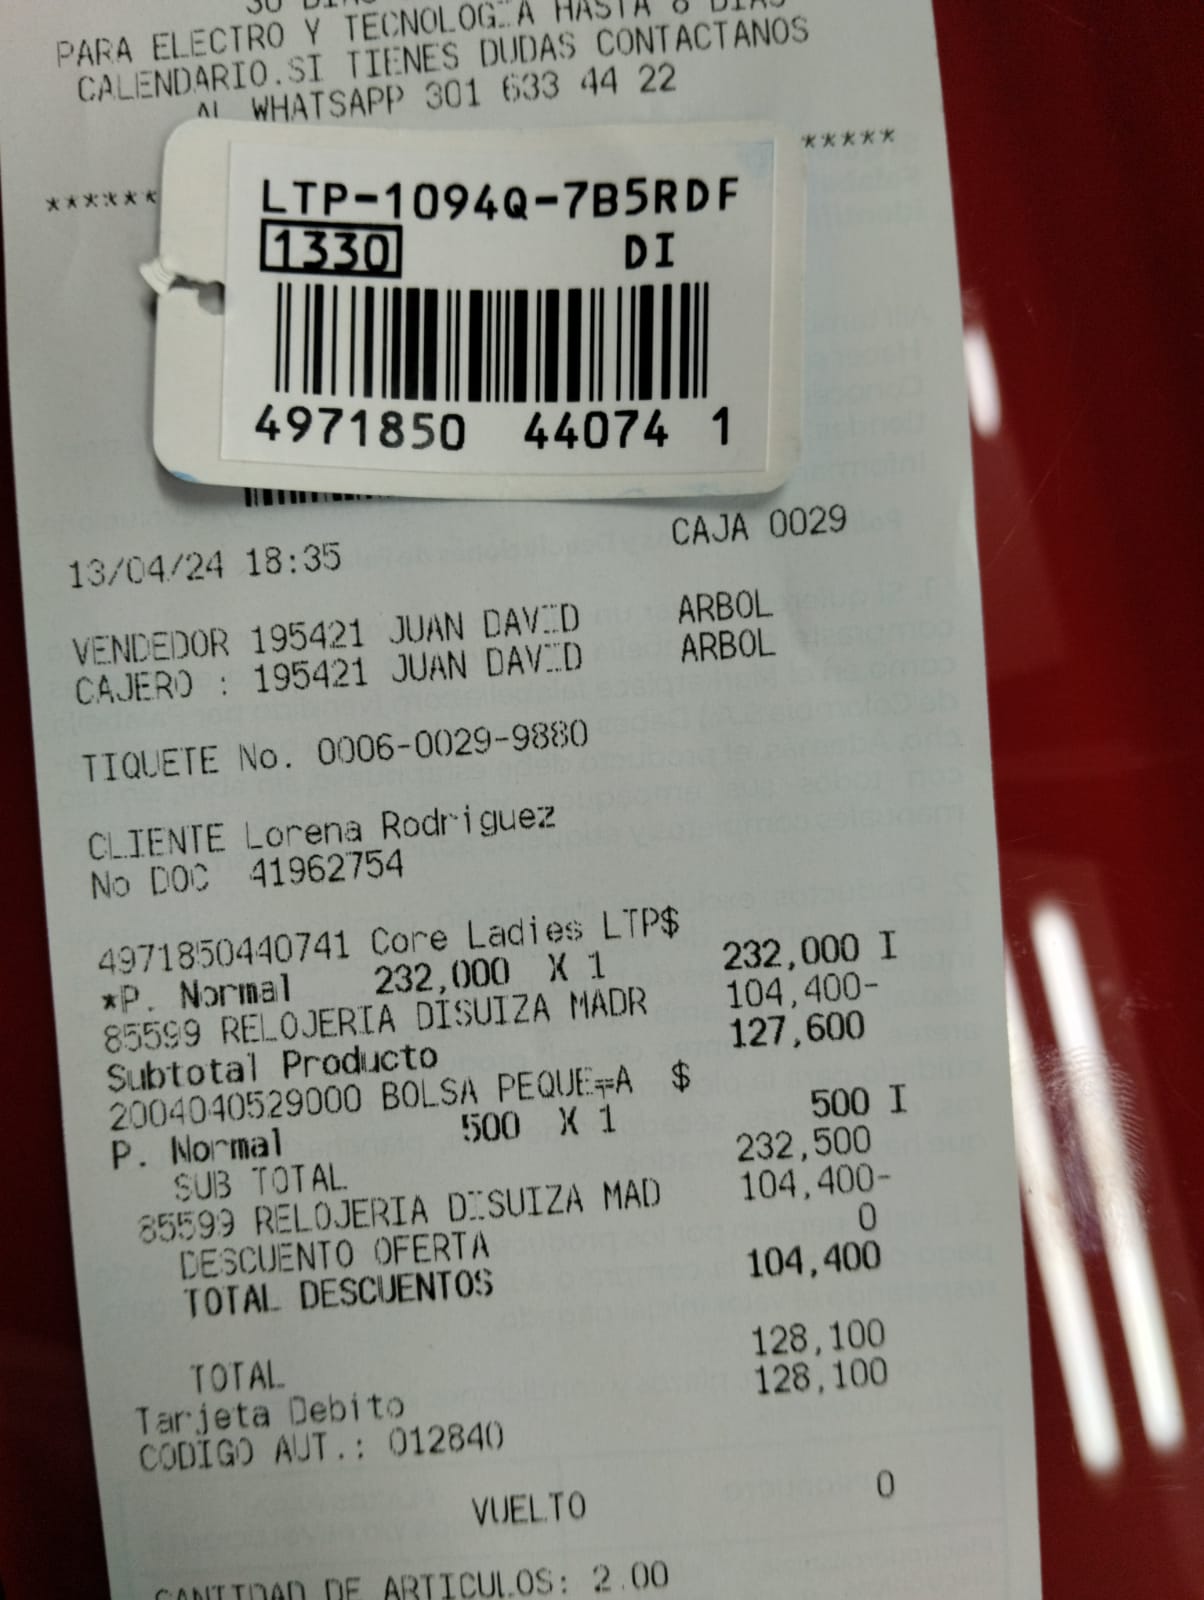 30 DIAS
PARA ELECTRO Y TECNOLOG_A HASTA 8 DIAS
CALENDARIO.SI TIENES DUDAS CONTACTANOS
AL WHATSAPP 301 633 44 22
****** *****
LTP-1094Q-7B5RDF
1330 DI
4971850 44074 1
13/04/24 18:35 CAJA 0029
VENDEDOR 195421 JUAN DAVID ARBOL
CAJERO : 195421 JUAN DAVID ARBOL
TIQUETE No. 0006-0029-9880
CLIENTE Lorena Rodriguez
No DOC 41962754
4971850440741 Core Ladies LTP$
*P. Normal 232,000 X 1 232,000 I
85599 RELOJERIA DISUIZA MADR 104,400-
Subtotal Producto 127,600
2004040529000 BOLSA PEQUE╤A $
P. Normal 500 X 1 500 I
SUB TOTAL 232,500
85599 RELOJERIA DISUIZA MAD 104,400-
DESCUENTO OFERTA 0
TOTAL DESCUENTOS 104,400
TOTAL 128,100
Tarjeta Debito 128,100
CODIGO AUT.: 012840
VUELTO 0
CANTIDAD DE ARTICULOS: 2.00